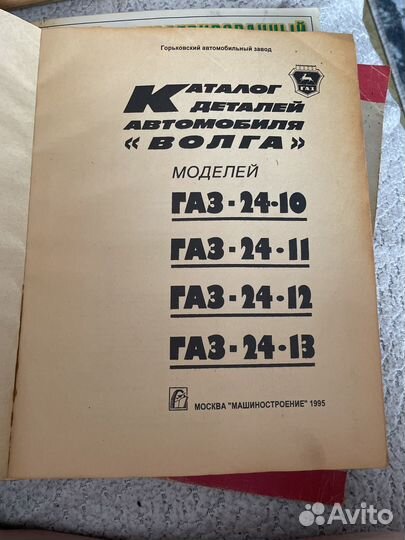 Горьковский автомобильный завод
КАТАЛОГ
ДЕТАЛЕЙ
АВТОМОБИЛЯ
«ВОЛГА»
ГАЗ
МОДЕЛЕЙ
ГАЗ-24-10
ГАЗ-24-11
ГАЗ-24-12
ГАЗ-24-13
МОСКВА "МАШИНОСТРОЕНИЕ" 1995
Avito